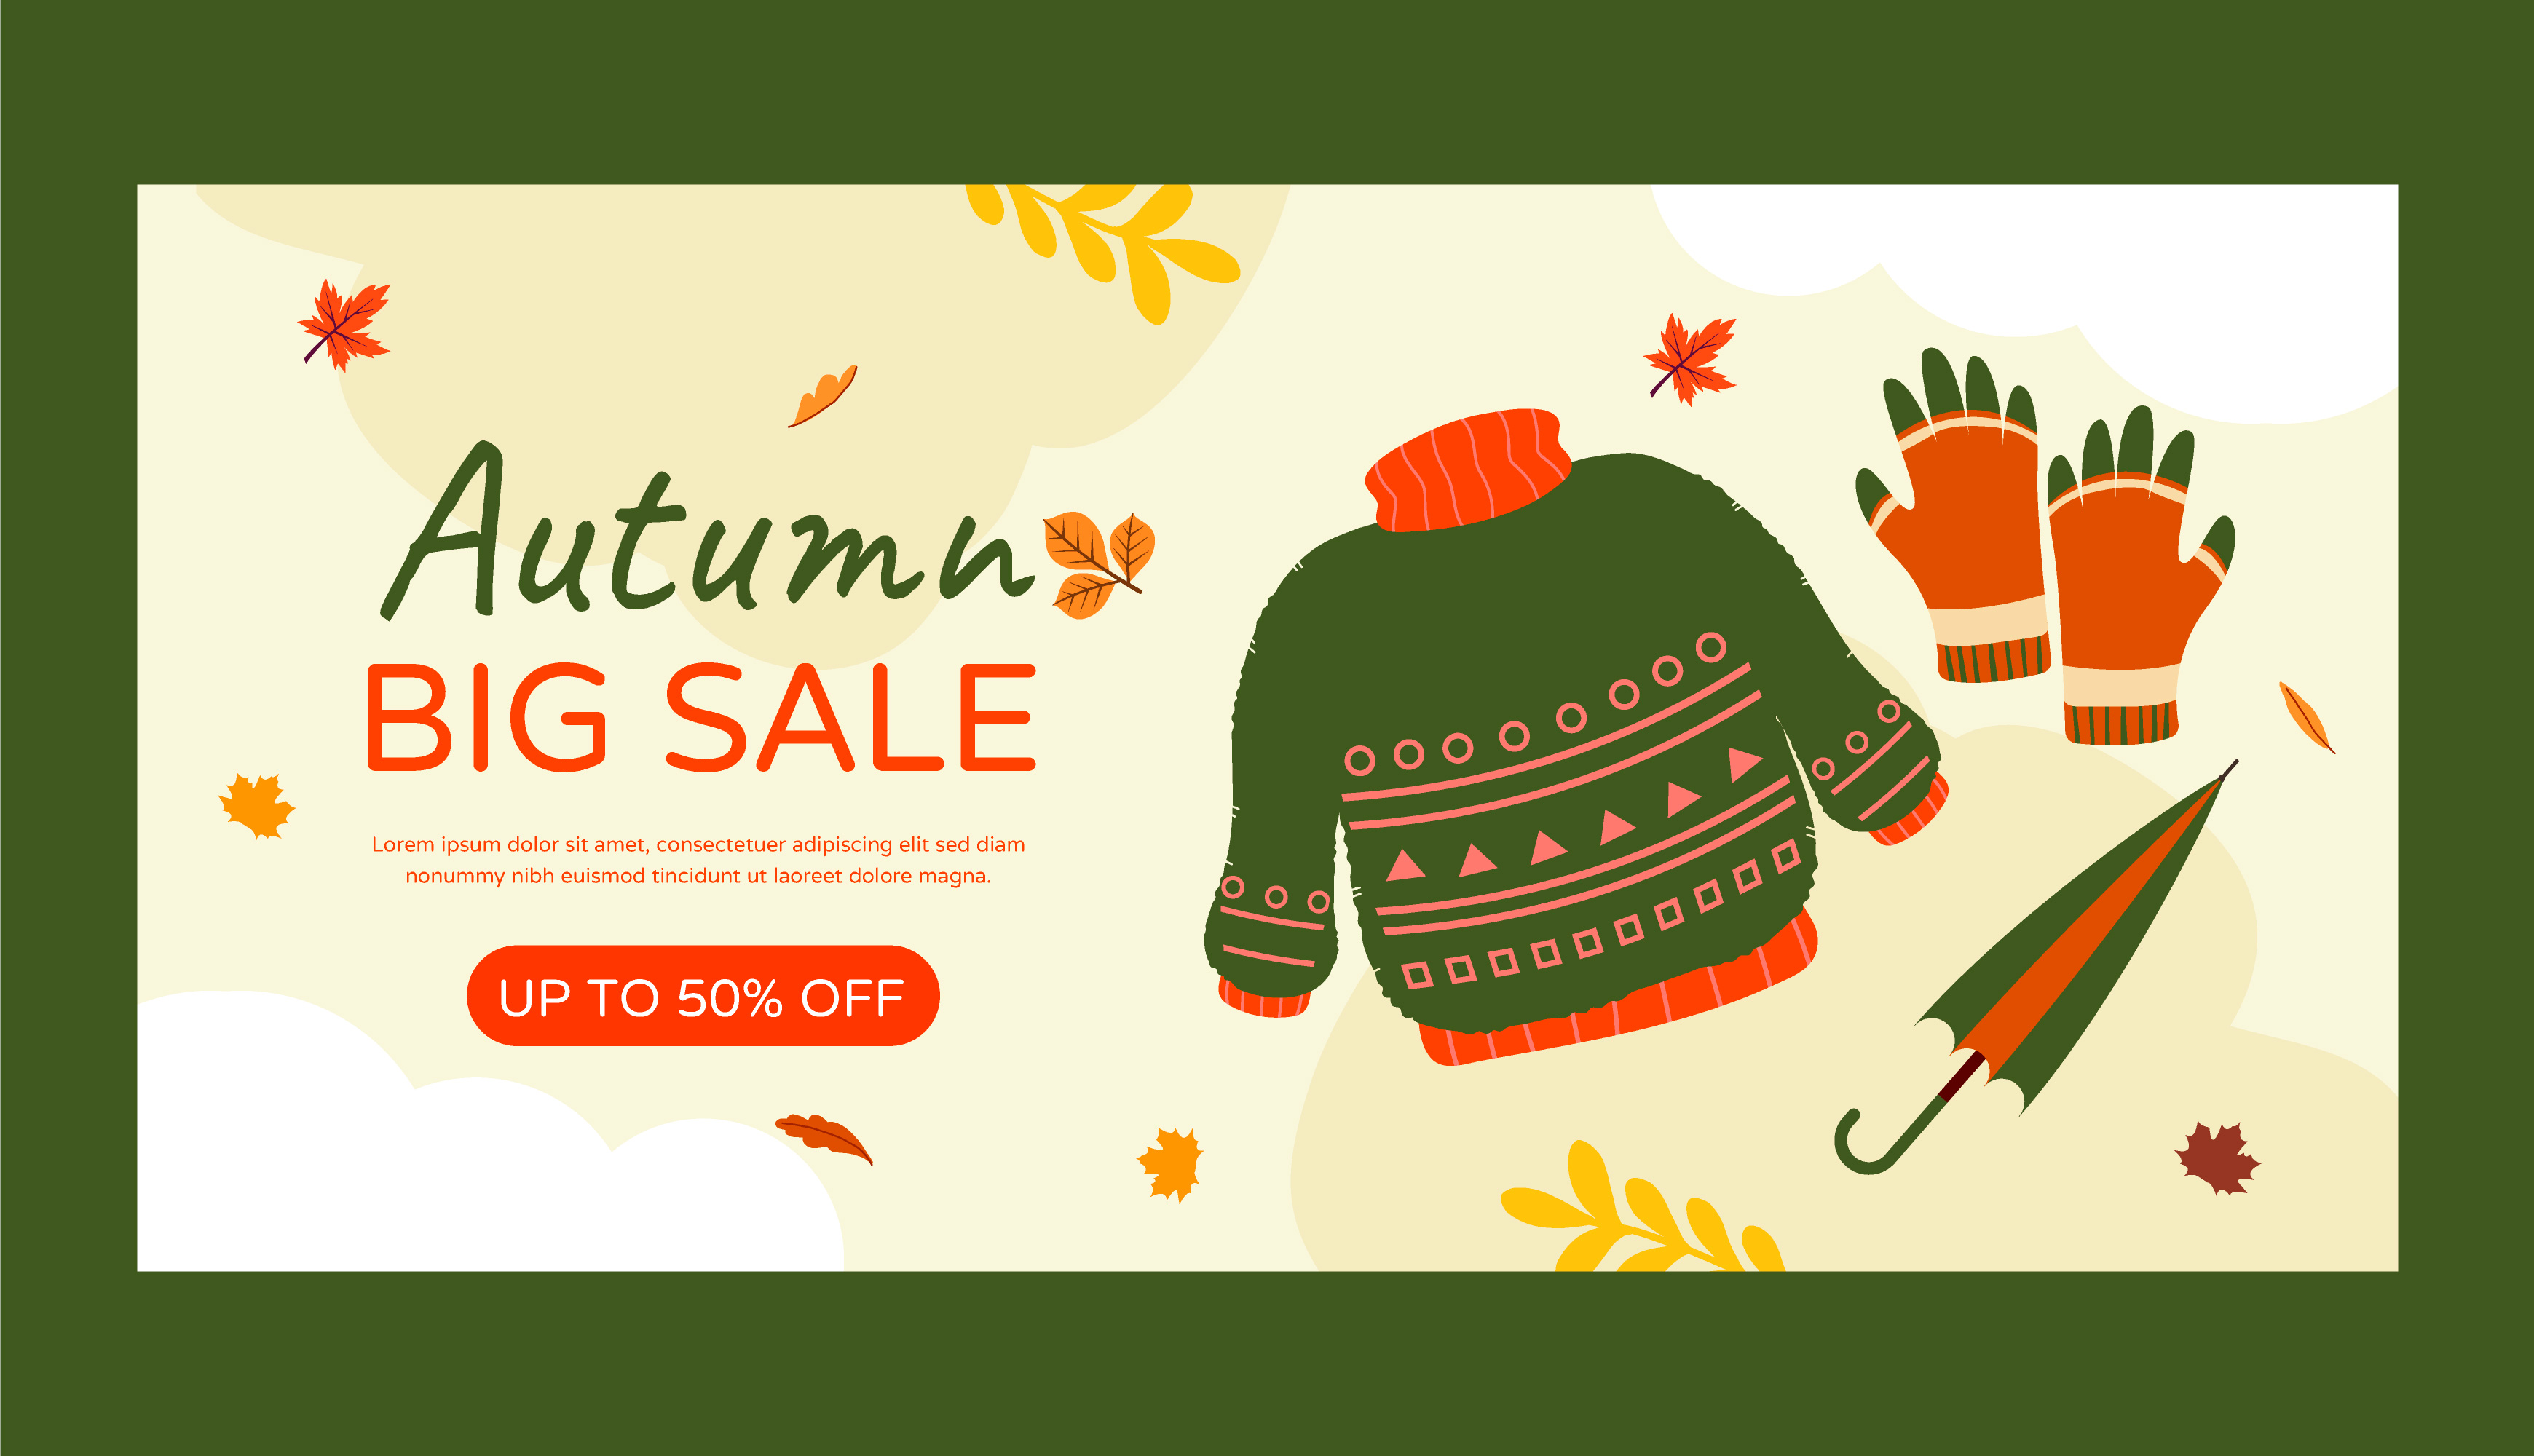 Autumn
BIG SALE
Lorem ipsum dolor sit amet, consectetuer adipiscing elit sed diam
nonummy nibh euismod tincidunt ut laoreet dolore magna.
UP TO 50% OFF